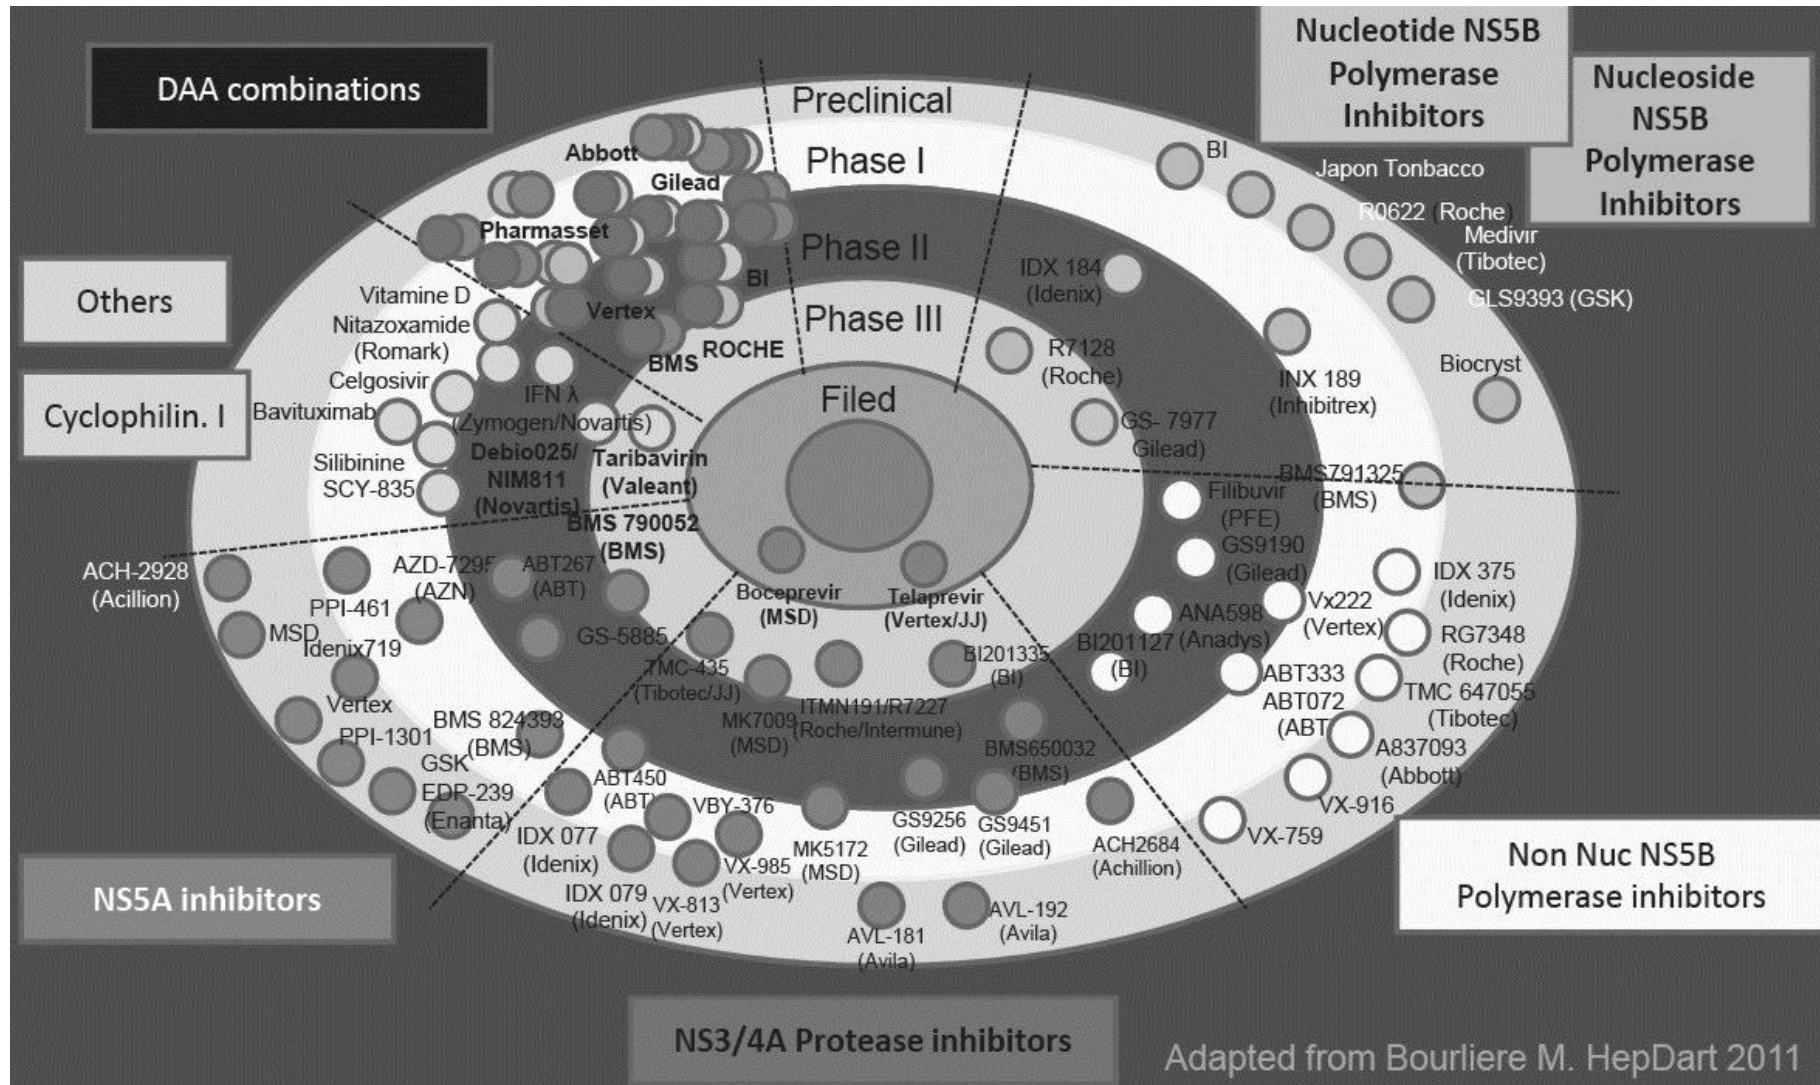 DAA combinations
Nucleotide NS5B
Polymerase
Inhibitors
Nucleoside
NS5B
Polymerase
Inhibitors
Others
Cyclophilin. I
NS5A inhibitors
NS3/4A Protease inhibitors
Non Nuc NS5B
Polymerase inhibitors
Preclinical
Phase I
Phase II
Phase III
Filed
Abbott
Gilead
Pharmasset
BI
Vertex
BMS
ROCHE
BI
Japon Tonbacco
R0622 (Roche)
Medivir
(Tibotec)
GLS9393 (GSK)
Biocryst
IDX 184
(Idenix)
R7128
(Roche)
INX 189
(Inhibitrex)
GS- 7977
Gilead)
BMS791325
(BMS)
Filibuvir
(PFE)
GS9190
(Gilead)
ANA598
(Anadys)
Vx222
(Vertex)
BI201127
(BI)
ABT333
ABT072
(ABT
IDX 375
(Idenix)
RG7348
(Roche)
TMC 647055
(Tibotec)
A837093
(Abbott)
VX-916
VX-759
Vitamine D
Nitazoxamide
(Romark)
Celgosivir
Bavituximab
IFN λ
(Zymogen/Novartis)
Debio025/
NIM811
(Novartis)
Taribavirin
(Valeant)
Silibinine
SCY-835
BMS 790052
(BMS)
ACH-2928
(Acillion)
PPI-461
AZD-7295
(AZN)
ABT267
(ABT)
MSD
Idenix719
GS-5885
Vertex
PPI-1301
GSK
EDP-239
(Enanta)
BMS 824393
(BMS)
Boceprevir
(MSD)
Telaprevir
(Vertex/JJ)
TMC-435
(Tibotec/JJ)
MK7009
(MSD)
ITMN191/R7227
(Roche/Intermune)
BI201335
(BI)
BMS650032
(BMS)
ABT450
(ABT)
VBY-376
IDX 077
(Idenix)
IDX 079
(Idenix)
VX-813
(Vertex)
VX-985
(Vertex)
MK5172
(MSD)
GS9256
(Gilead)
GS9451
(Gilead)
ACH2684
(Achillion)
AVL-181
(Avila)
AVL-192
(Avila)
Adapted from Bourliere M. HepDart 2011